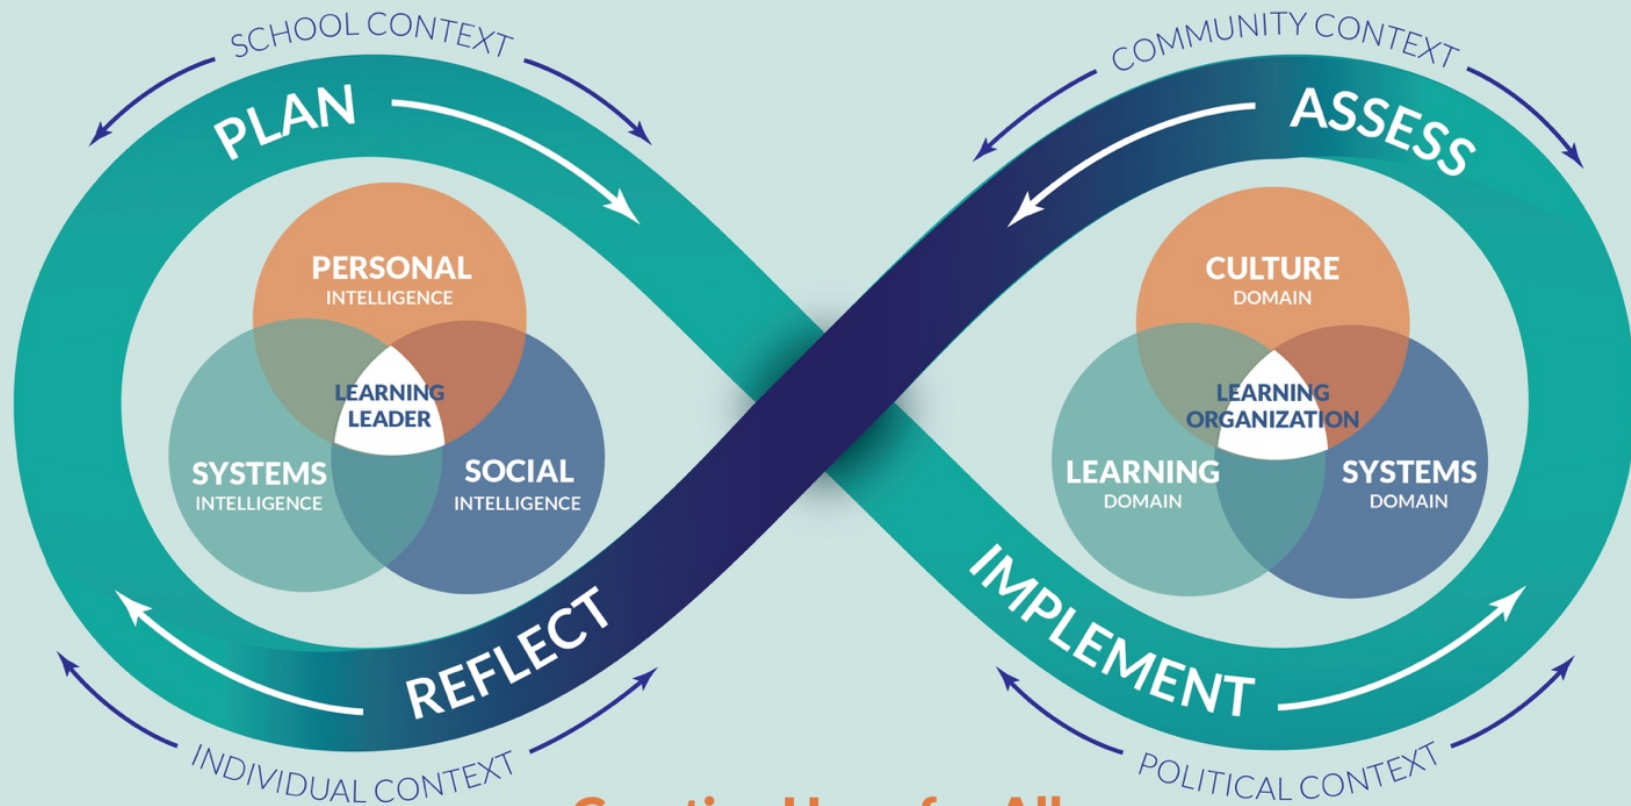 SCHOOL CONTEXT
COMMUNITY CONTEXT
PLAN
ASSESS
PERSONAL
INTELLIGENCE
LEARNING
LEADER
SYSTEMS
INTELLIGENCE
SOCIAL
INTELLIGENCE
CULTURE
DOMAIN
LEARNING
ORGANIZATION
LEARNING
DOMAIN
SYSTEMS
DOMAIN
REFLECT
IMPLEMENT
INDIVIDUAL CONTEXT
POLITICAL CONTEXT